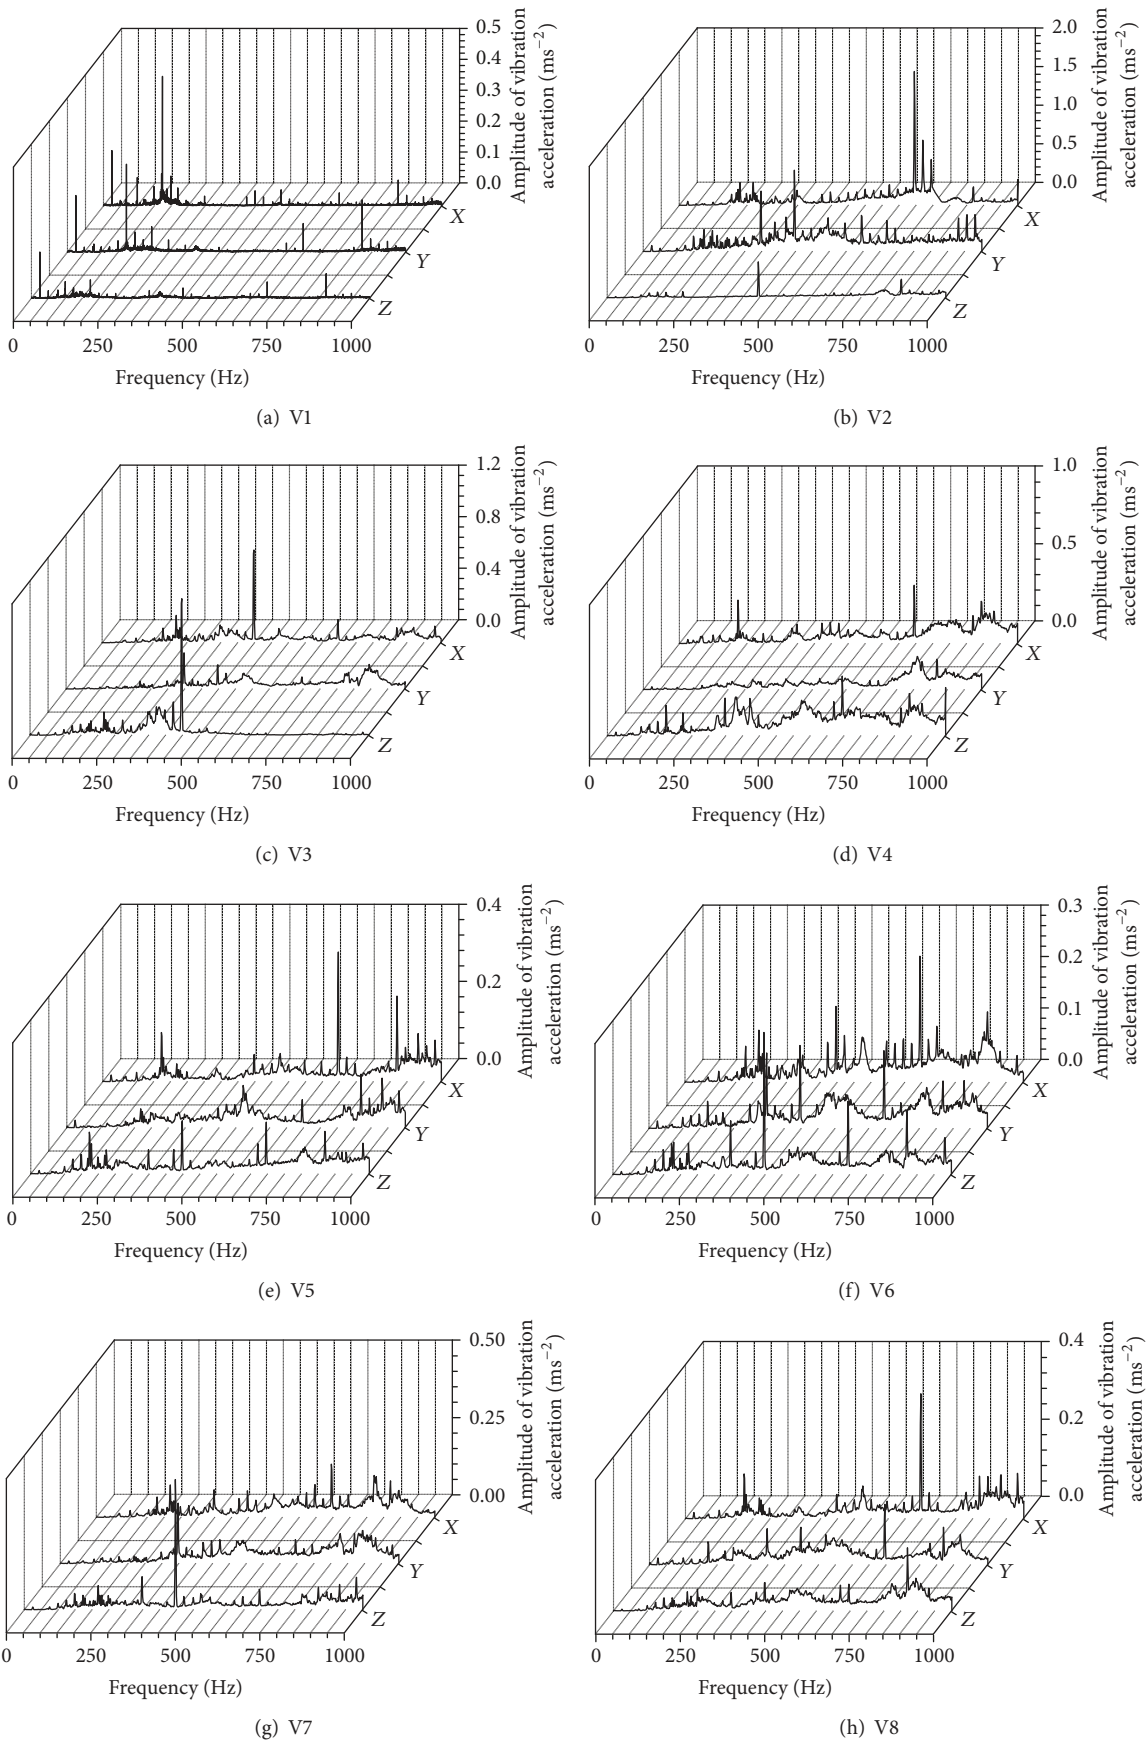 0.5
0.4
0.3
0.2
0.1
0.0
Amplitude of vibration
acceleration (ms−2)
X
Y
Z
0 250 500 750 1000
Frequency (Hz)
(a) V1
2.0
1.5
1.0
0.5
0.0
Amplitude of vibration
acceleration (ms−2)
X
Y
Z
0 250 500 750 1000
Frequency (Hz)
(b) V2
1.2
0.8
0.4
0.0
Amplitude of vibration
acceleration (ms−2)
X
Y
Z
0 250 500 750 1000
Frequency (Hz)
(c) V3
1.0
0.5
0.0
Amplitude of vibration
acceleration (ms−2)
X
Y
Z
0 250 500 750 1000
Frequency (Hz)
(d) V4
0.4
0.2
0.0
Amplitude of vibration
acceleration (ms−2)
X
Y
Z
0 250 500 750 1000
Frequency (Hz)
(e) V5
0.3
0.2
0.1
0.0
Amplitude of vibration
acceleration (ms−2)
X
Y
Z
0 250 500 750 1000
Frequency (Hz)
(f) V6
0.50
0.25
0.00
Amplitude of vibration
acceleration (ms−2)
X
Y
Z
0 250 500 750 1000
Frequency (Hz)
(g) V7
0.4
0.2
0.0
Amplitude of vibration
acceleration (ms−2)
X
Y
Z
0 250 500 750 1000
Frequency (Hz)
(h) V8